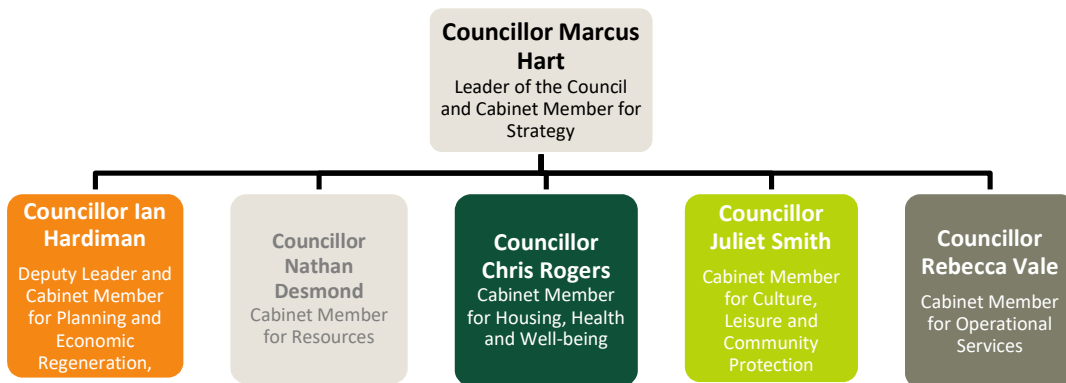 Councillor Marcus
Hart
Leader of the Council
and Cabinet Member for
Strategy
Councillor Ian
Hardiman
Deputy Leader and
Cabinet Member
for Planning and
Economic
Regeneration,
Councillor
Nathan
Desmond
Cabinet Member
for Resources
Councillor
Chris Rogers
Cabinet Member
for Housing, Health
and Well-being
Councillor
Juliet Smith
Cabinet Member
for Culture,
Leisure and
Community
Protection
Councillor
Rebecca Vale
Cabinet Member
for Operational
Services